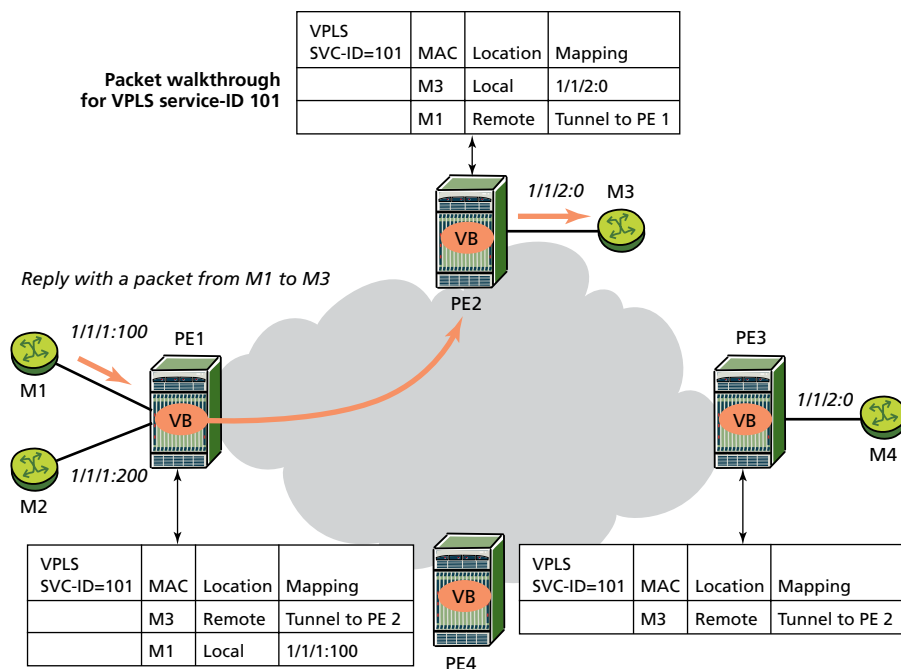 VPLS
SVC-ID=101 MAC Location Mapping
M3 Local 1/1/2:0
M1 Remote Tunnel to PE 1
Packet walkthrough
for VPLS service-ID 101
1/1/2:0 M3
VB
PE2
Reply with a packet from M1 to M3
1/1/1:100 PE1
M1
VB
M2
1/1/1:200
PE3
1/1/2:0
VB
M4
VPLS
SVC-ID=101 MAC Location Mapping
M3 Remote Tunnel to PE 2
M1 Local 1/1/1:100
VB
PE4
VPLS
SVC-ID=101 MAC Location Mapping
M3 Remote Tunnel to PE 2